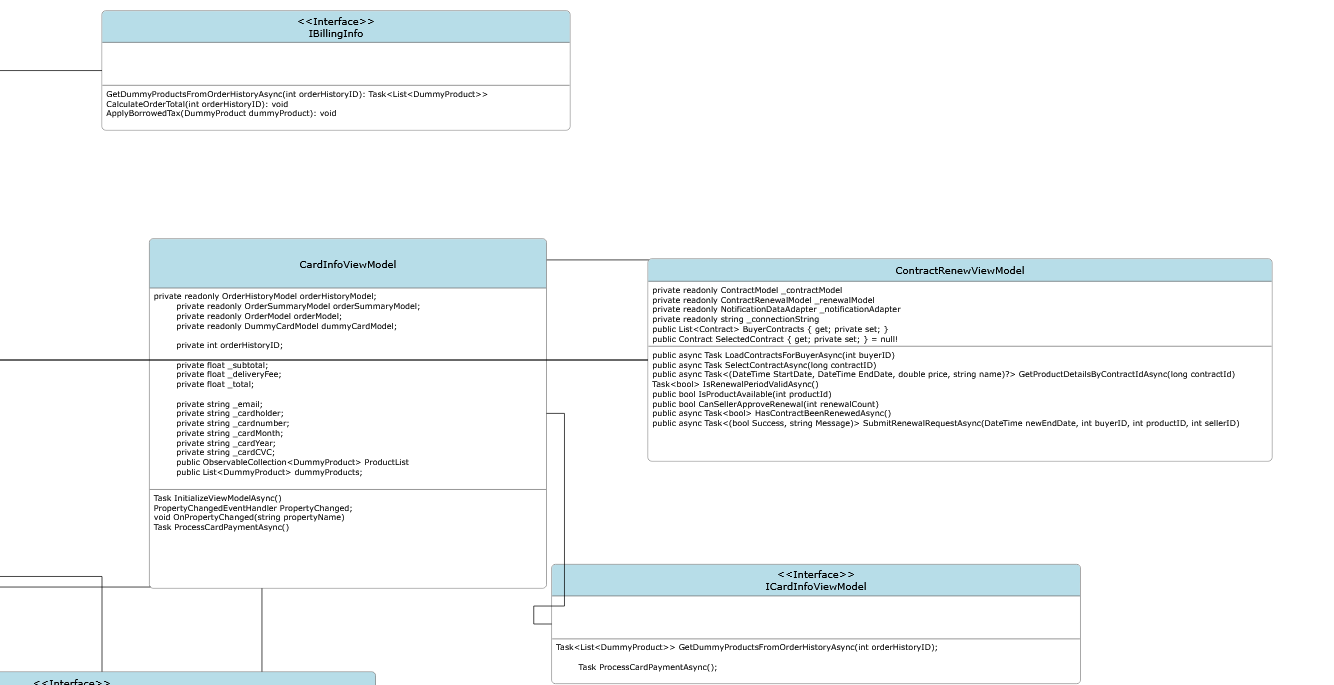 <<Interface>>
IBillingInfo
GetDummyProductsFromOrderHistoryAsync(int orderHistoryID): Task<List<DummyProduct>>
CalculateOrderTotal(int orderHistoryID): void
ApplyBorrowedTax(DummyProduct dummyProduct): void
CardInfoViewModel
private readonly OrderHistoryModel orderHistoryModel;
private readonly OrderSummaryModel orderSummaryModel;
private readonly OrderModel orderModel;
private readonly DummyCardModel dummyCardModel;
private int orderHistoryID;
private float _subtotal;
private float _deliveryFee;
private float _total;
private string _email;
private string _cardholder;
private string _cardnumber;
private string _cardMonth;
private string _cardYear;
private string _cardCVC;
public ObservableCollection<DummyProduct> ProductList
public List<DummyProduct> dummyProducts;
Task InitializeViewModelAsync()
PropertyChangedEventHandler PropertyChanged;
void OnPropertyChanged(string propertyName)
Task ProcessCardPaymentAsync()
ContractRenewViewModel
private readonly ContractModel _contractModel
private readonly ContractRenewalModel _renewalModel
private readonly NotificationDataAdapter _notificationAdapter
private readonly string _connectionString
public List<Contract> BuyerContracts { get; private set; }
public Contract SelectedContract { get; private set; } = null!
public async Task LoadContractsForBuyerAsync(int buyerID)
public async Task SelectContractAsync(long contractID)
public async Task<(DateTime StartDate, DateTime EndDate, double price, string name)?> GetProductDetailsByContractIdAsync(long contractId)
Task<bool> IsRenewalPeriodValidAsync()
public bool IsProductAvailable(int productId)
public bool CanSellerApproveRenewal(int renewalCount)
public async Task<bool> HasContractBeenRenewedAsync()
public async Task<(bool Success, string Message)> SubmitRenewalRequestAsync(DateTime newEndDate, int buyerID, int productID, int sellerID)
<<Interface>>
ICardInfoViewModel
Task<List<DummyProduct>> GetDummyProductsFromOrderHistoryAsync(int orderHistoryID);
Task ProcessCardPaymentAsync();
<<Interface>>